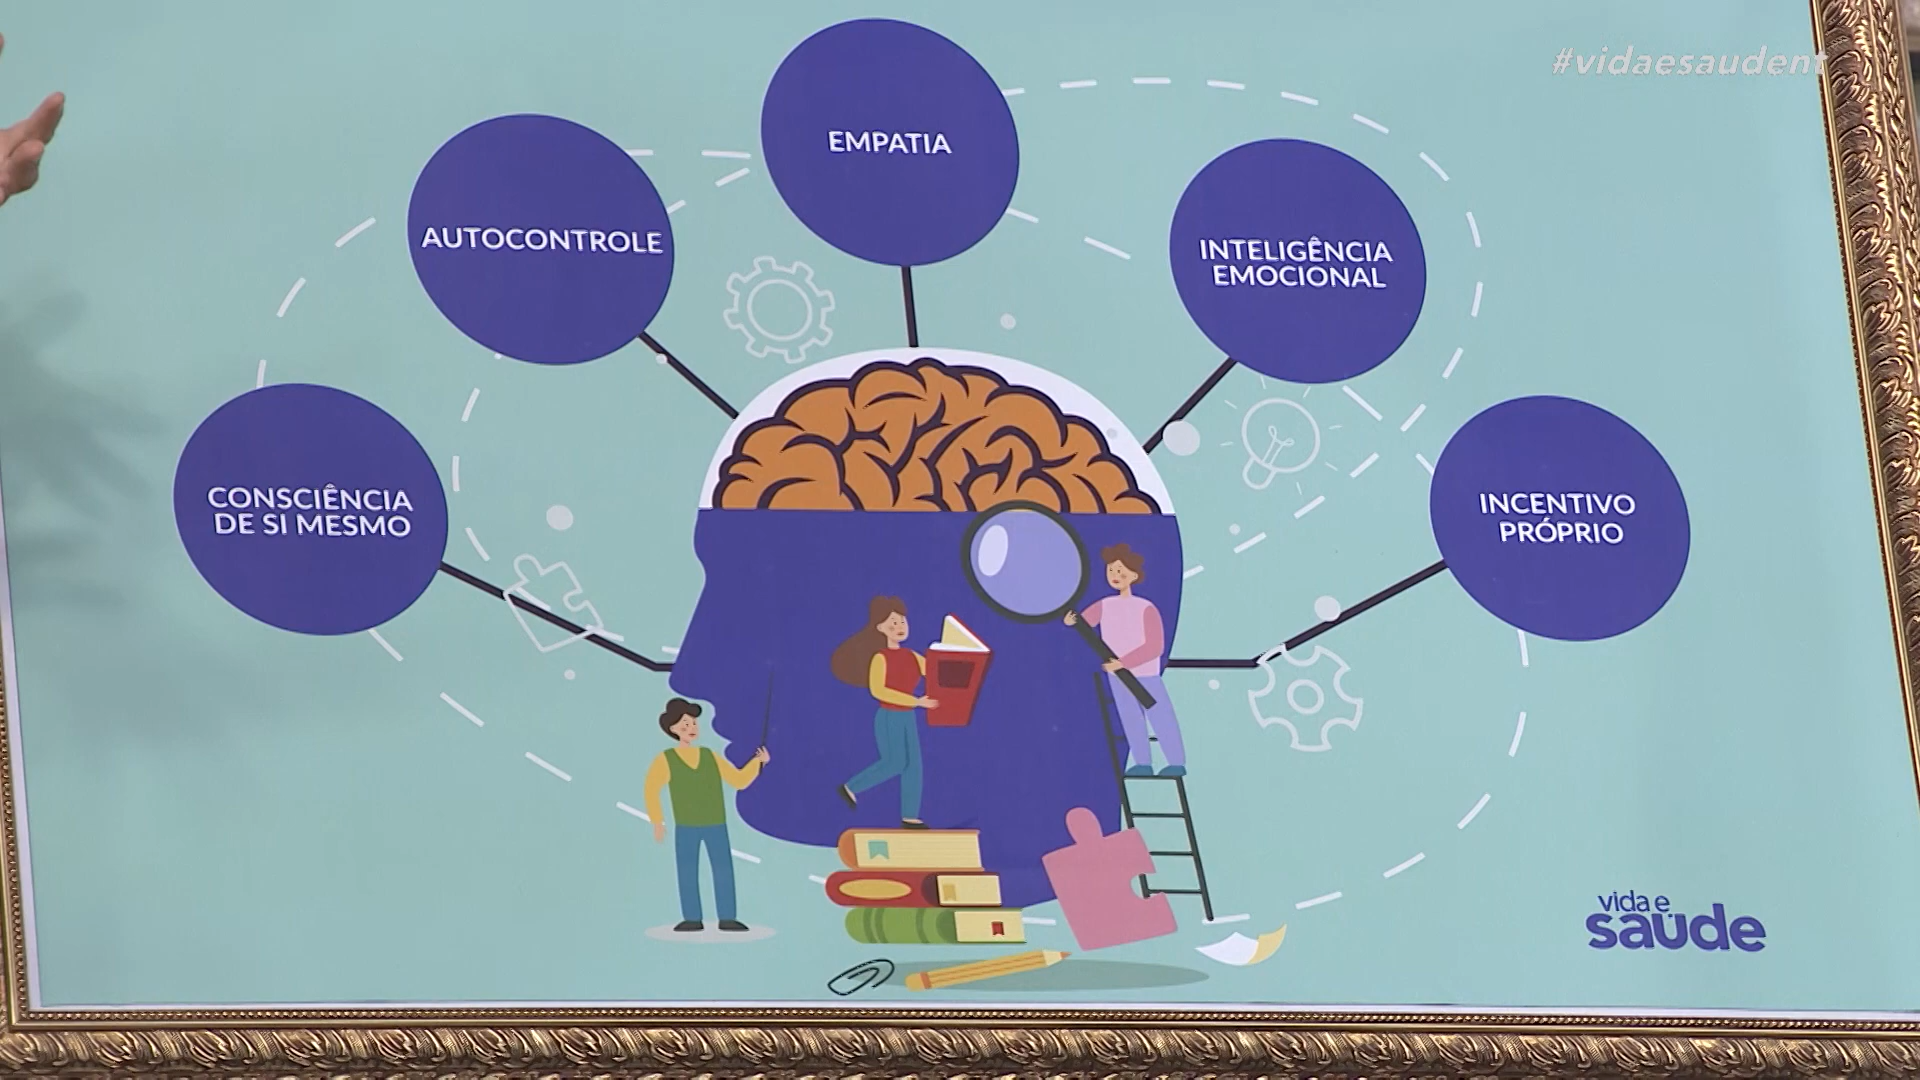 #vidaesaudent
EMPATIA
AUTOCONTROLE
INTELIGÊNCIA
EMOCIONAL
CONSCIÊNCIA
DE SI MESMO
INCENTIVO
PRÓPRIO
vida e
saúde